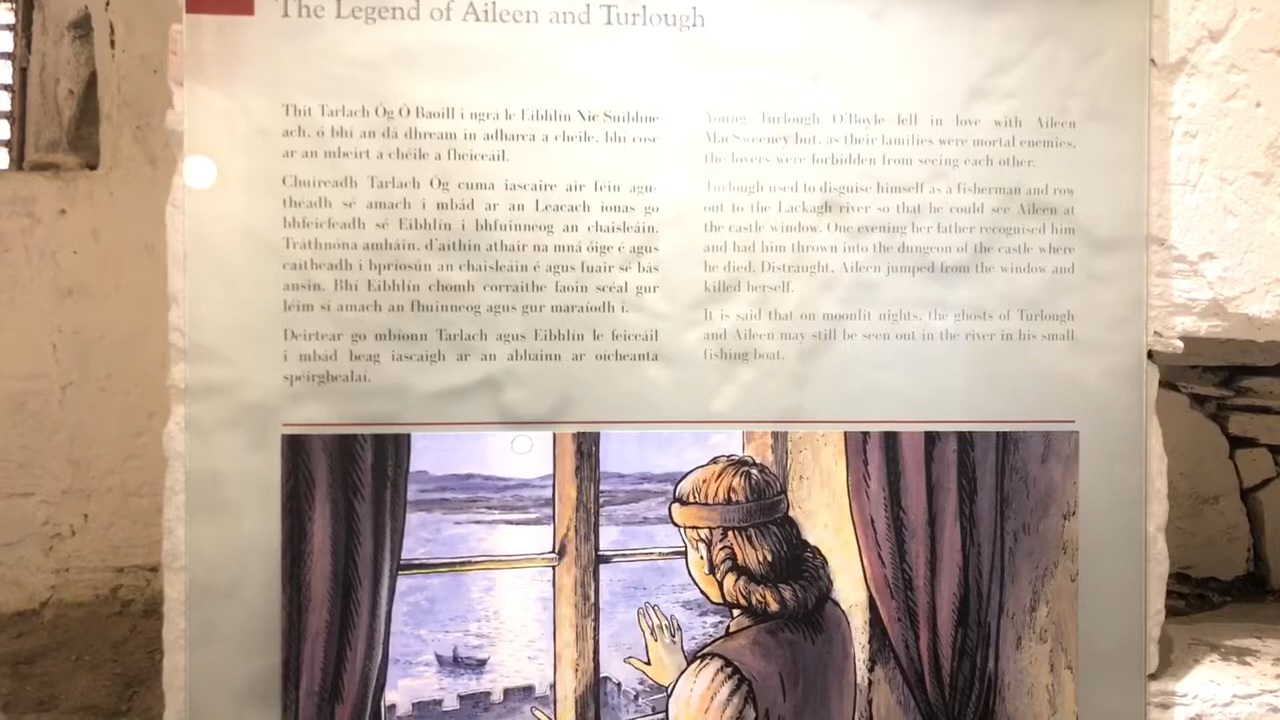 The Legend of Aileen and Turlough
Thit Tarlach Óg Ó Baoill i ngrá le Eibhlín Nic Suibhne
ach, ó bhí an dá dhream in adharca a chéile, bhí cosc
ar an mbeirt a chéile a fheiceáil.
Chuireadh Tarlach Óg cuma iascaire air féin agus
théadh sé amach i mbád ar an Leacach ionas go
bhfeicfeadh sé Eibhlín i bhfuinneog an chaisleáin.
Tráthnóna amháin, d'aithin athair na mná óige é agus
caitheadh i bpríosún an chaisleáin é agus fuair sé bás
ansin. Bhí Eibhlín chomh corraithe faoin scéal gur
léim sí amach an fhuinneog agus gur maraíodh í.
Deirtear go mbíonn Tarlach agus Eibhlín le feiceáil
i mbád beag iascaigh ar an abhainn ar oícheanta
spéirghealaí.
Young Turlough O'Boyle fell in love with Aileen
MacSweeney but, as their families were mortal enemies,
the lovers were forbidden from seeing each other.
Turlough used to disguise himself as a fisherman and row
out to the Lackagh river so that he could see Aileen at
the castle window. One evening her father recognised him
and had him thrown into the dungeon of the castle where
he died. Distraught, Aileen jumped from the window and
killed herself.
It is said that on moonlit nights, the ghosts of Turlough
and Aileen may still be seen out in the river in his small
fishing boat.